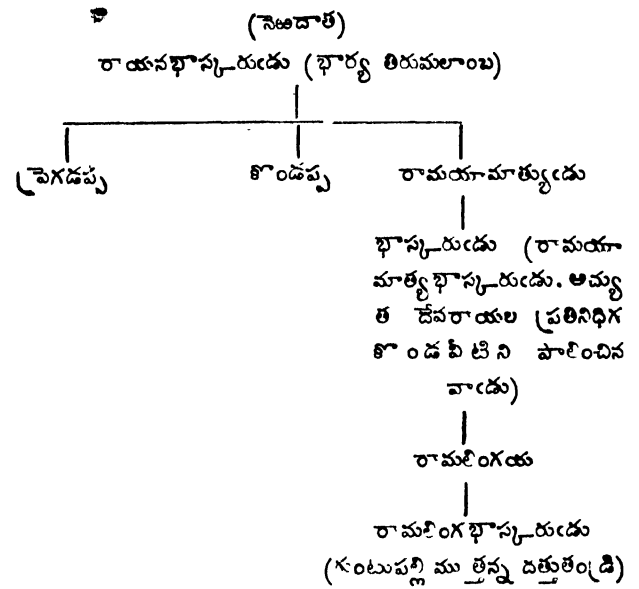 (నెఱదాత)
రాయనభాస్కరుఁడు (భార్య తిరుమలాంబ)
ప్రెగడప్ప కొండప్ప రామయామాత్యుఁడు
భాస్కరుఁడు (రామయా
మాత్యభాస్కరుఁడు. అచ్యు
త దేవరాయల ప్రతినిధిగ
కొండవీటిని పాలించిన
వాఁడు)
రామలింగయ
రామలింగభాస్కరుఁడు
(గుంటుపల్లి ముత్తన్న దత్తుతండ్రి)